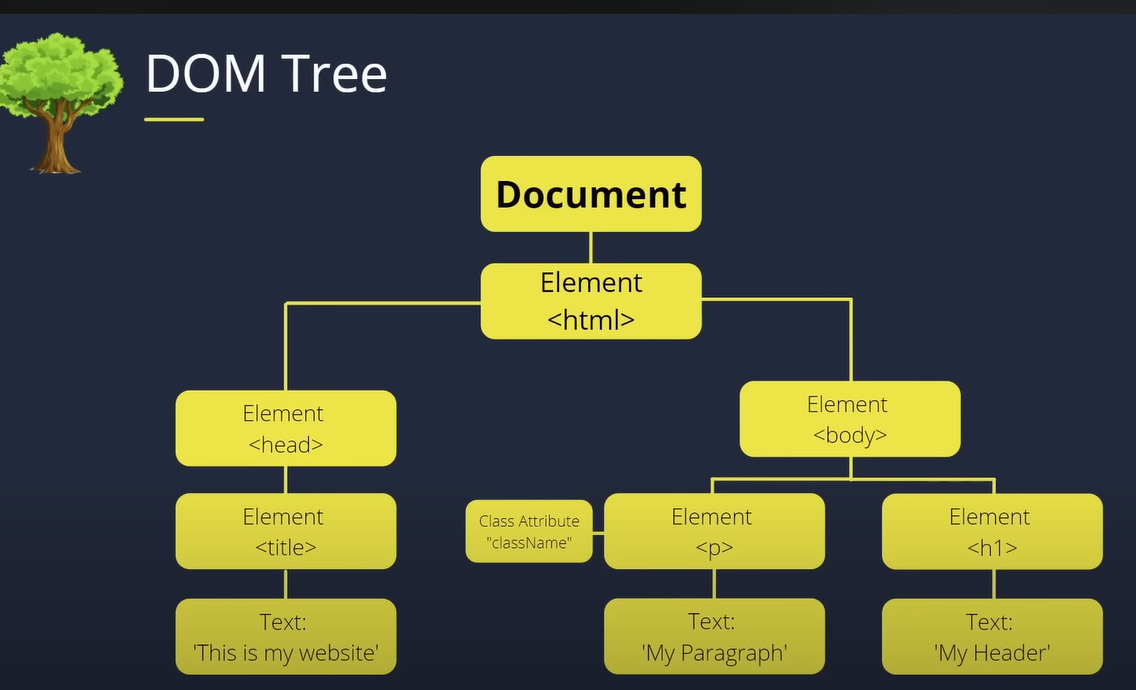 DOM Tree
Document
Element
<html>
Element
<head>
Element
<body>
Element
<title>
Class Attribute
"className"
Element
<p>
Element
<h1>
Text:
'This is my website'
Text:
'My Paragraph'
Text:
'My Header'